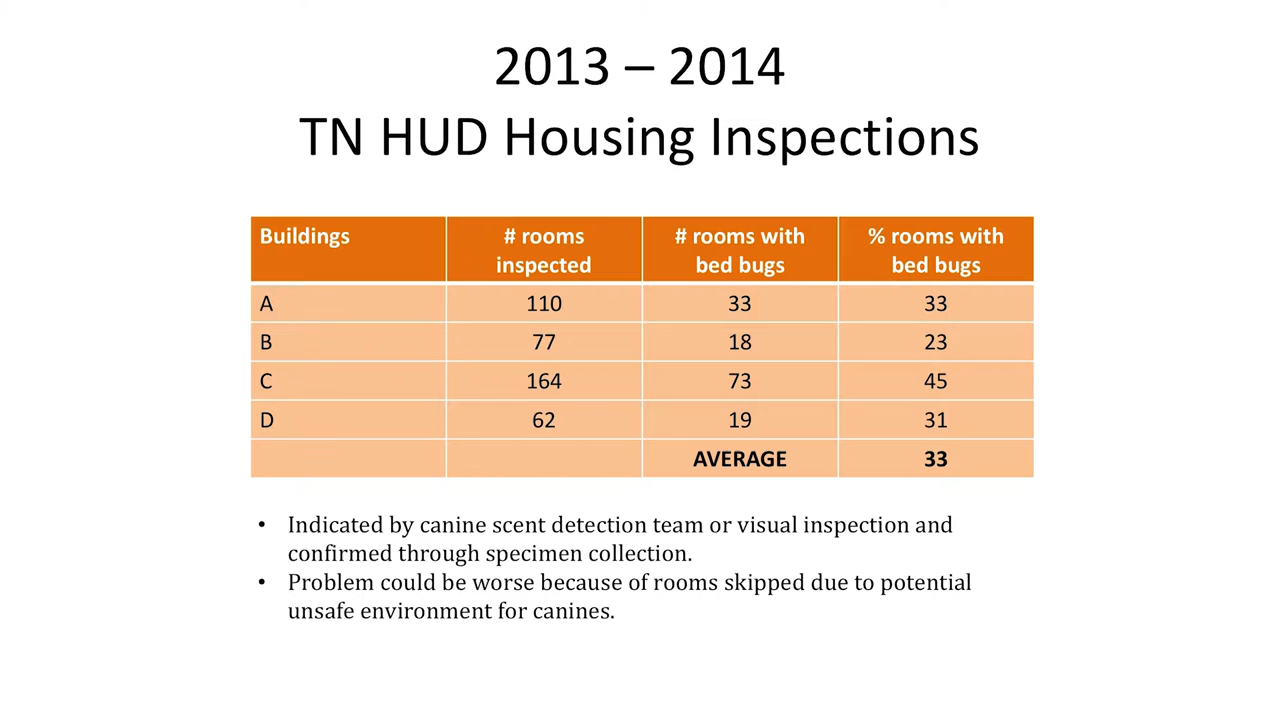 2013 – 2014
TN HUD Housing Inspections
Buildings # rooms inspected # rooms with bed bugs % rooms with bed bugs
A 110 33 33
B 77 18 23
C 164 73 45
D 62 19 31
AVERAGE 33
• Indicated by canine scent detection team or visual inspection and
confirmed through specimen collection.
• Problem could be worse because of rooms skipped due to potential
unsafe environment for canines.